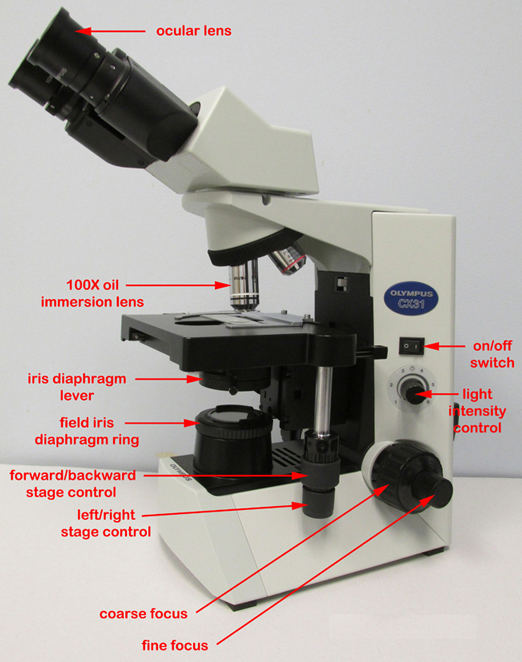 ocular lens
100X oil
immersion lens
OLYMPUS
CX31
on/off
switch
iris diaphragm
lever
light
intensity
control
field iris
diaphragm ring
forward/backward
stage control
OLYMPUS
left/right
stage control
coarse focus
fine focus